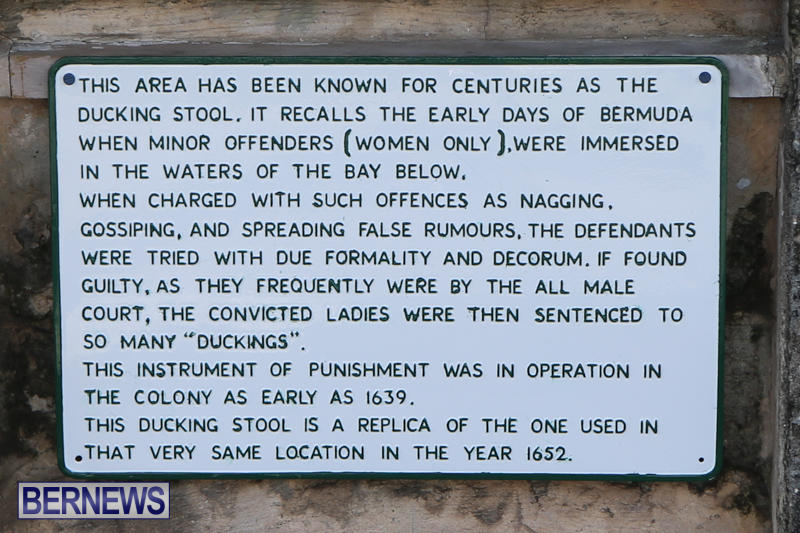 THIS AREA HAS BEEN KNOWN FOR CENTURIES AS THE
DUCKING STOOL. IT RECALLS THE EARLY DAYS OF BERMUDA
WHEN MINOR OFFENDERS (WOMEN ONLY), WERE IMMERSED
IN THE WATERS OF THE BAY BELOW.
WHEN CHARGED WITH SUCH OFFENCES AS NAGGING,
GOSSIPING, AND SPREADING FALSE RUMOURS, THE DEFENDANTS
WERE TRIED WITH DUE FORMALITY AND DECORUM. IF FOUND
GUILTY, AS THEY FREQUENTLY WERE BY THE ALL MALE
COURT, THE CONVICTED LADIES WERE THEN SENTENCED TO
SO MANY "DUCKINGS".
THIS INSTRUMENT OF PUNISHMENT WAS IN OPERATION IN
THE COLONY AS EARLY AS 1639.
THIS DUCKING STOOL IS A REPLICA OF THE ONE USED IN
THAT VERY SAME LOCATION IN THE YEAR 1652.
BERNEWS